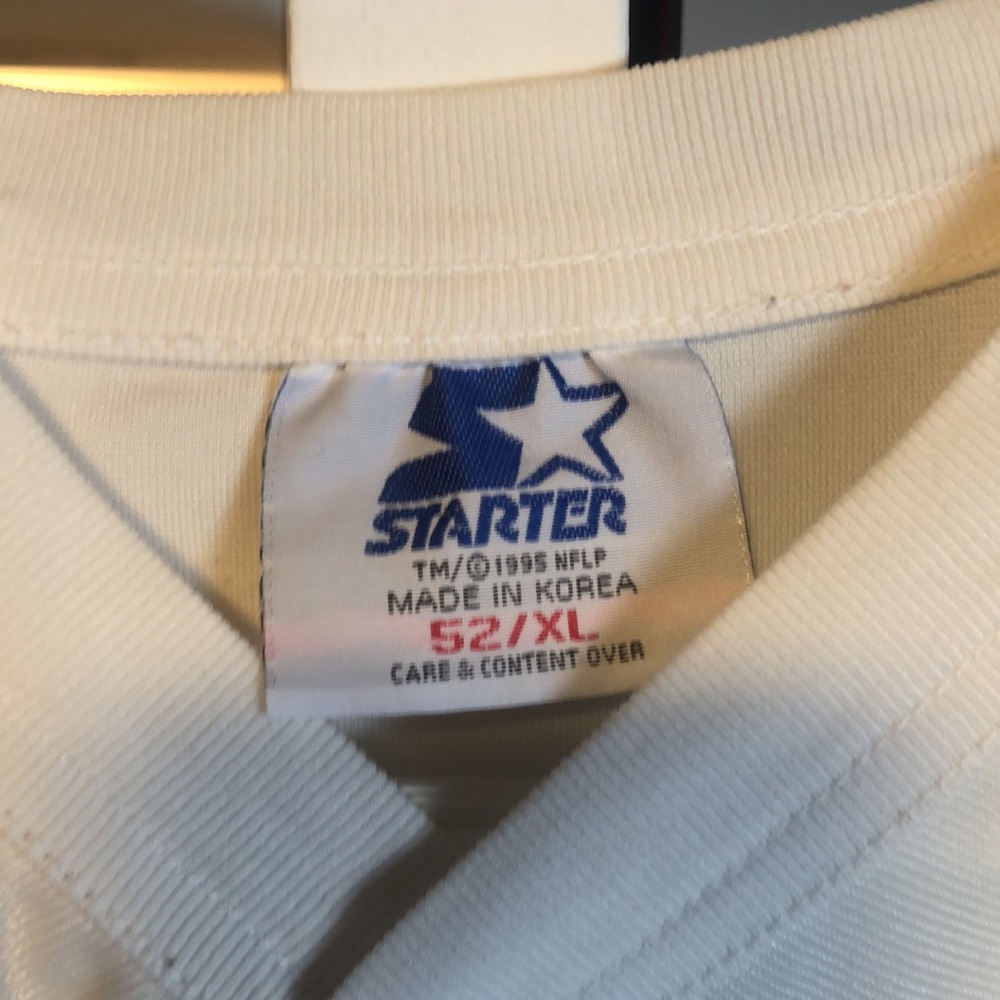 STARTER
TM/©1995 NFLP
MADE IN KOREA
52/XL
CARE & CONTENT OVER